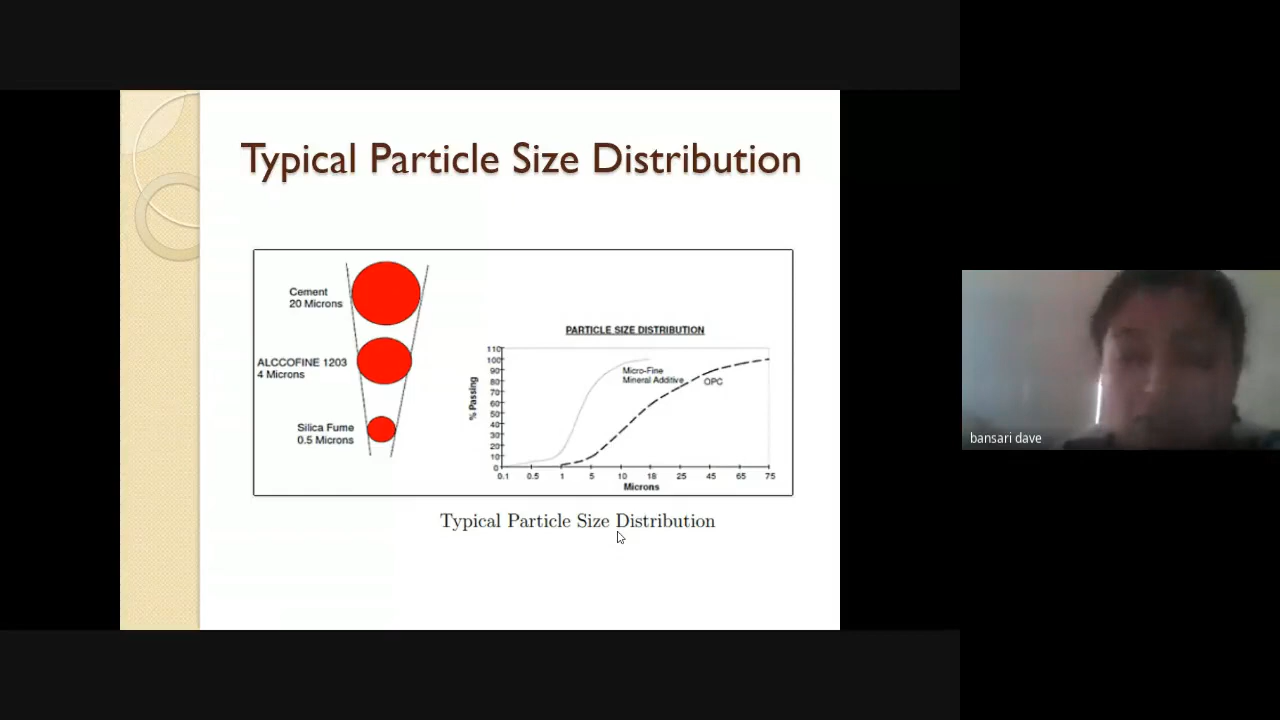 Typical Particle Size Distribution
Cement
20 Microns
ALCCOFINE 1203
4 Microns
Silica Fume
0.5 Microns
PARTICLE SIZE DISTRIBUTION
% Passing
110
100
90
80
70
60
50
40
30
20
10
0
Micro-Fine
Mineral Additive
OPC
0.1 0.5 1 5 10 18 25 45 65 75
Microns
Typical Particle Size Distribution
bansari dave